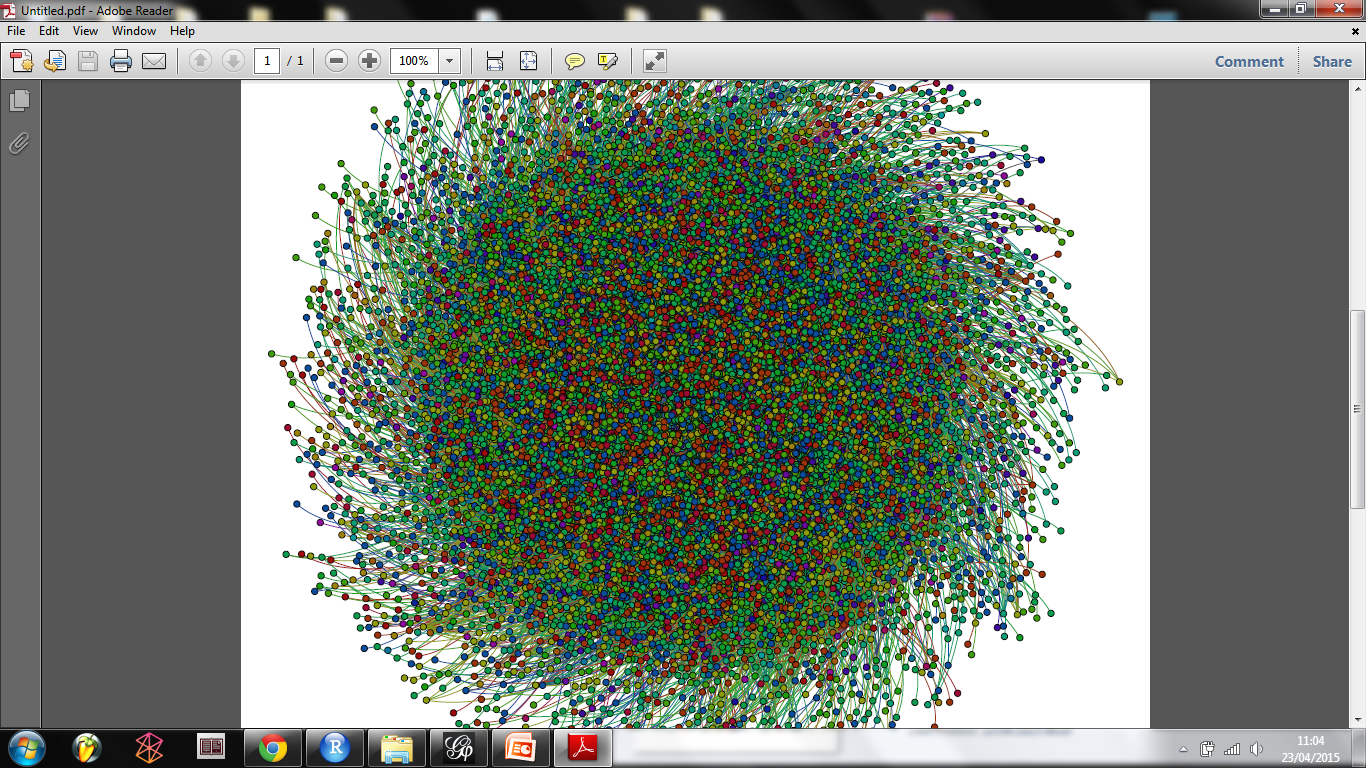 Untitled.pdf - Adobe Reader
File Edit View Window Help
1 / 1 100% Comment Share
11:04
23/04/2015